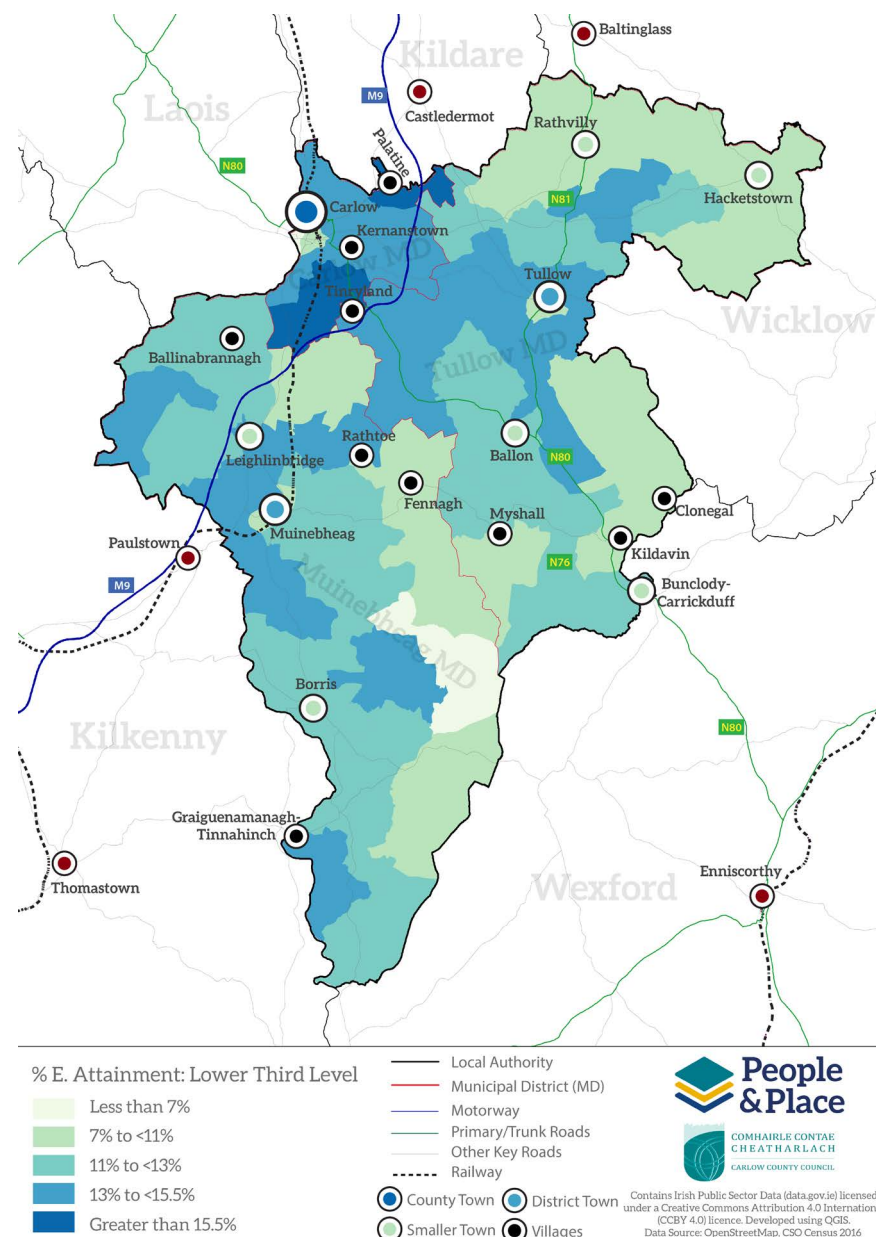 Baltinglass
Kildare
M9
Castledermot
Laois
Rathvilly
Palatine
N80
Hacketstown
N81
Carlow
Kernanstown
Carlow MD
Tullow
Tinryland
Wicklow
Ballinabrannagh
Tullow MD
Rathtoe
Ballon
Leighlinbridge
N80
Fennagh
Clonegal
Myshall
Muinebheag
Kildavin
Paulstown
N76
M9
Bunclody-
Carrickduff
Muinebheag MD
Borris
N80
Kilkenny
Graiguenamanagh-
Tinnahinch
Enniscorthy
Wexford
Thomastown
% E. Attainment: Lower Third Level
Less than 7%
7% to <11%
11% to <13%
13% to <15.5%
Greater than 15.5%
Local Authority
Municipal District (MD)
Motorway
Primary/Trunk Roads
Other Key Roads
Railway
County Town
District Town
Smaller Town
Villages
People
&Place
COMHAIRLE CONTAE
CHEATHARLACH
CARLOW COUNTY COUNCIL
Contains Irish Public Sector Data (data.gov.ie) licensed
under a Creative Commons Attribution 4.0 Internation
(CCBY 4.0) licence. Developed using QGIS.
Data Source: OpenStreetMap, CSO Census 2016